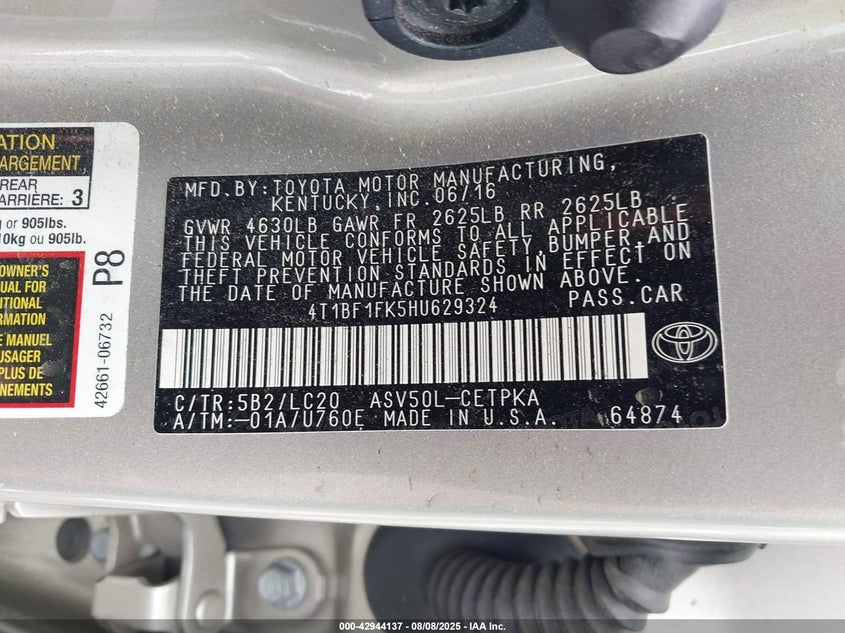 ATION
ARGEMENT
REAR
ARRIÈRE: 3
g or 905lbs.
10kg ou 905lb.
OWNER'S
UAL FOR
ITIONAL
RMATION
E MANUEL
USAGER
PLUS DE
NEMENTS
P8
42661-06732
MFD.BY:TOYOTA MOTOR MANUFACTURING,
KENTUCKY,INC.06/16
GVWR 4630LB GAWR FR 2625LB RR 2625LB
THIS VEHICLE CONFORMS TO ALL APPLICABLE
FEDERAL MOTOR VEHICLE SAFETY,BUMPER,AND
THEFT PREVENTION STANDARDS IN EFFECT ON
THE DATE OF MANUFACTURE SHOWN ABOVE.
4T1BF1FK5HU629324 PASS.CAR
C/TR:5B2/LC20 ASV50L-CETPKA
A/TM:-01A/U760E MADE IN U.S.A. 64874
000-42944137 - 08/08/2025 - IAA Inc.